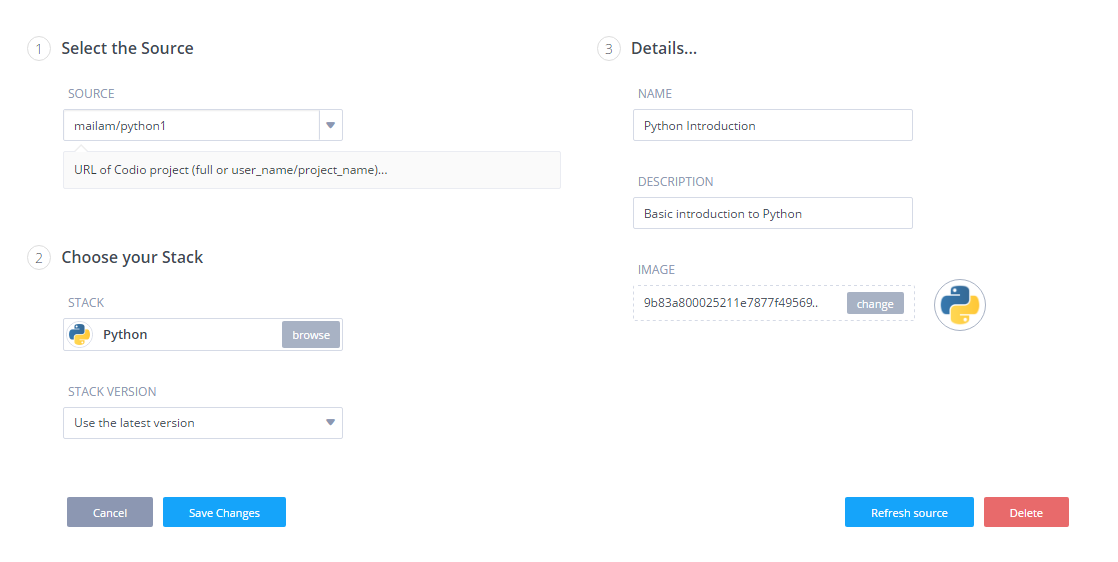 1 Select the Source
SOURCE
mailam/python1
URL of Codio project (full or user_name/project_name)...
2 Choose your Stack
STACK
Python browse
STACK VERSION
Use the latest version
3 Details...
NAME
Python Introduction
DESCRIPTION
Basic introduction to Python
IMAGE
9b83a800025211e7877f49569.. change
Cancel Save Changes Refresh source Delete